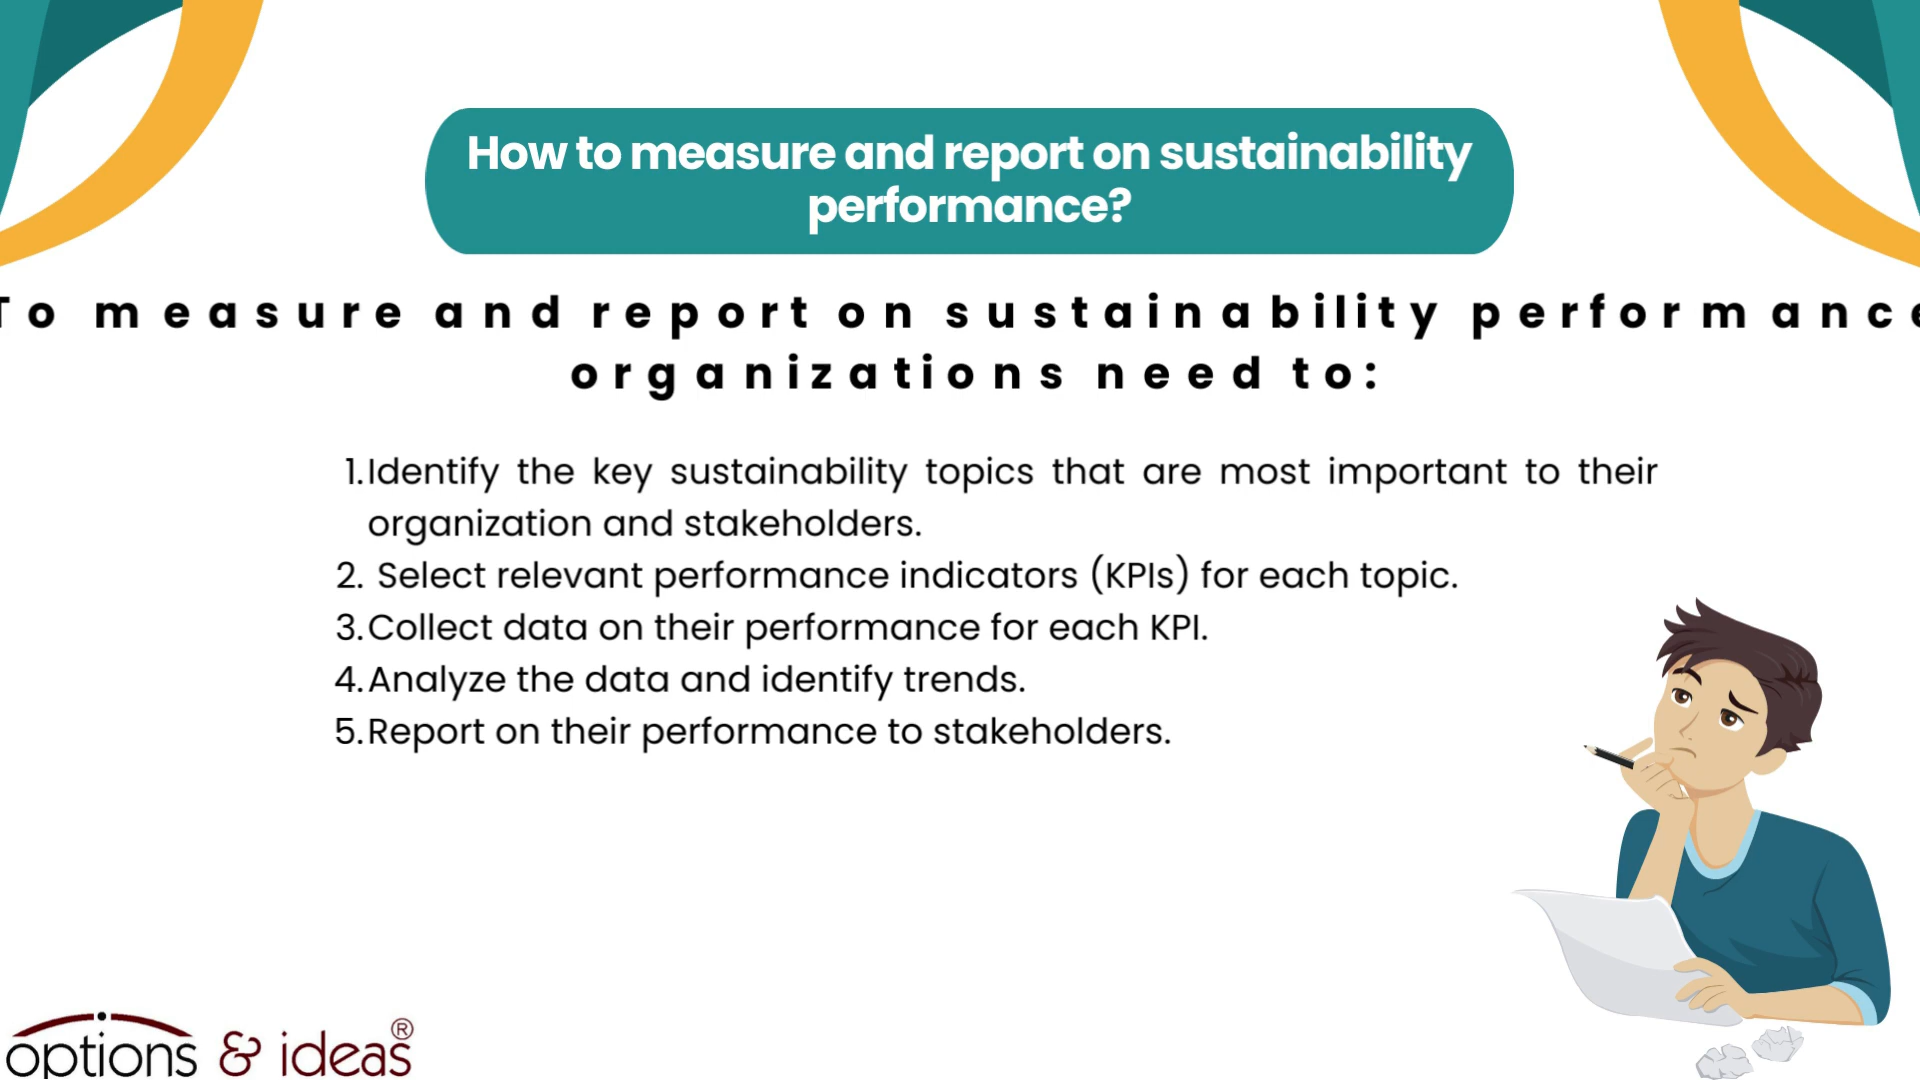 How to measure and report on sustainability
performance?
To measure and report on sustainability performance
organizations need to:
1. Identify the key sustainability topics that are most important to their
organization and stakeholders.
2. Select relevant performance indicators (KPIs) for each topic.
3. Collect data on their performance for each KPI.
4. Analyze the data and identify trends.
5. Report on their performance to stakeholders.
options & ideas®